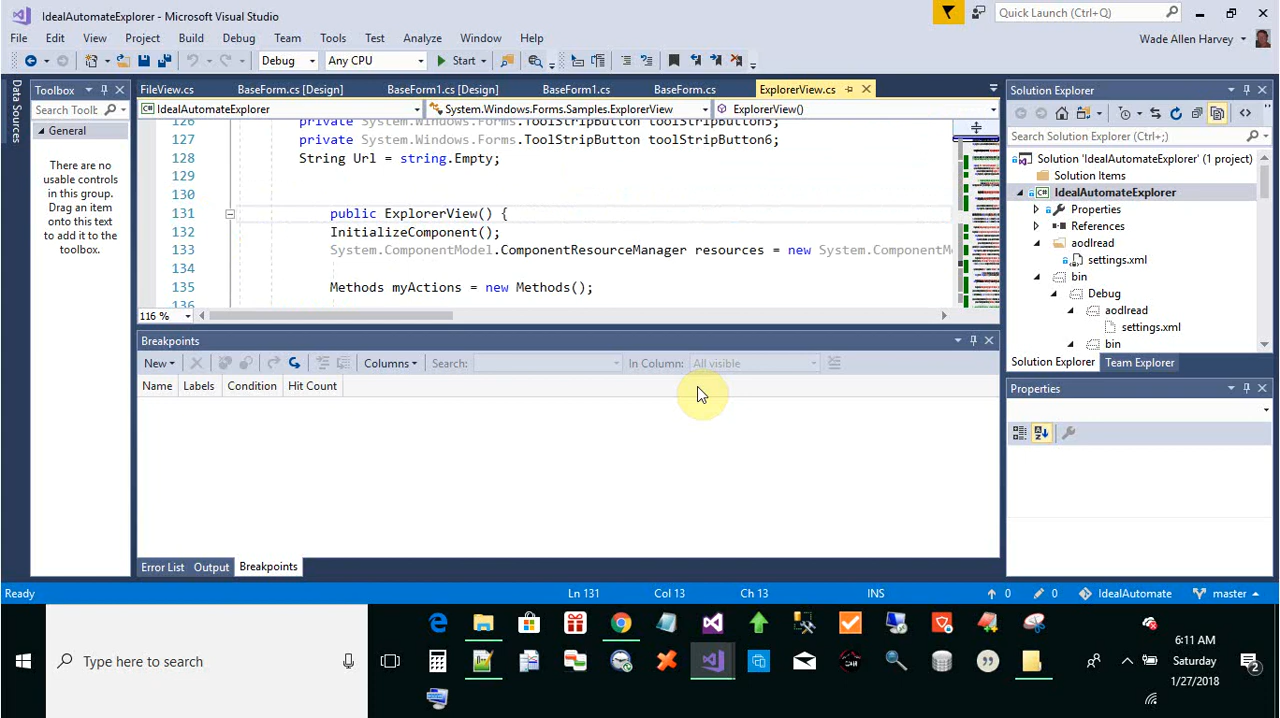 IdealAutomateExplorer - Microsoft Visual Studio
Quick Launch (Ctrl+Q)
File Edit View Project Build Debug Team Tools Test Analyze Window Help
Wade Allen Harvey
Debug Any CPU Start
Data Sources
Toolbox
Search Toolb
General
There are no
usable controls
in this group.
Drag an item
onto this text
to add it to the
toolbox.
FileView.cs BaseForm.cs [Design] BaseForm1.cs [Design] BaseForm1.cs BaseForm.cs ExplorerView.cs
IdealAutomateExplorer System.Windows.Forms.Samples.ExplorerView ExplorerView()
126 private System.Windows.Forms.ToolStripButton toolStripButton5;
127 private System.Windows.Forms.ToolStripButton toolStripButton6;
128 String Url = string.Empty;
129
130
131 public ExplorerView() {
132 InitializeComponent();
133 System.ComponentModel.ComponentResourceManager resources = new System.ComponentM
134
135 Methods myActions = new Methods();
136
116 %
Breakpoints
New Columns Search: In Column: All visible
Name Labels Condition Hit Count
Error List Output Breakpoints
Solution Explorer
Search Solution Explorer (Ctrl+;)
Solution 'IdealAutomateExplorer' (1 project)
Solution Items
IdealAutomateExplorer
Properties
References
aodlread
settings.xml
bin
Debug
aodlread
settings.xml
bin
Solution Explorer Team Explorer
Properties
Ready Ln 131 Col 13 Ch 13 INS 0 0 IdealAutomate master
Type here to search
6:11 AM
Saturday
1/27/2018
2